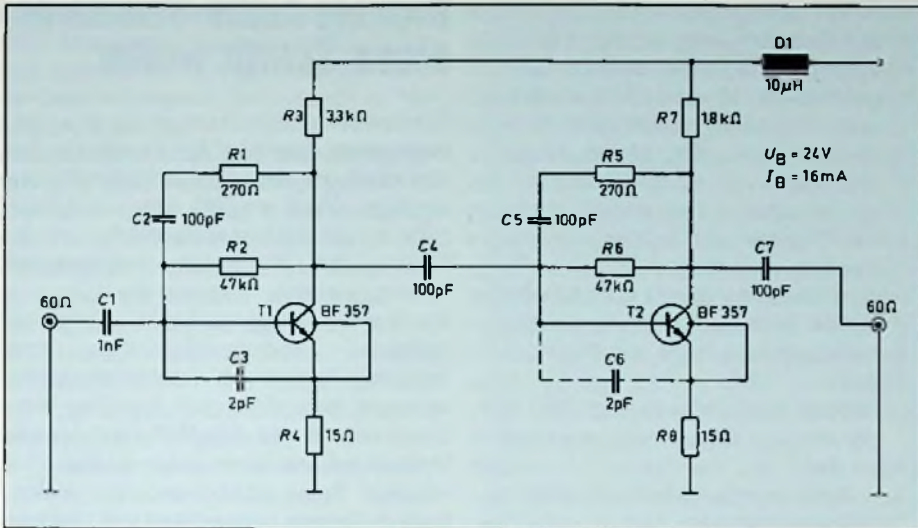 D1
10µH
R3 3,3kΩ
R7 1,8kΩ
R1
270Ω
R5
270Ω
UB = 24V
IB = 16mA
C2 100pF
C5 100pF
R2
47kΩ
C4
100pF
R6
47kΩ
C7
100pF
60Ω
C1
1nF
T1 BF 357
T2 BF 357
60Ω
C3
2pF
C6
2pF
R4 15Ω
R8 15Ω